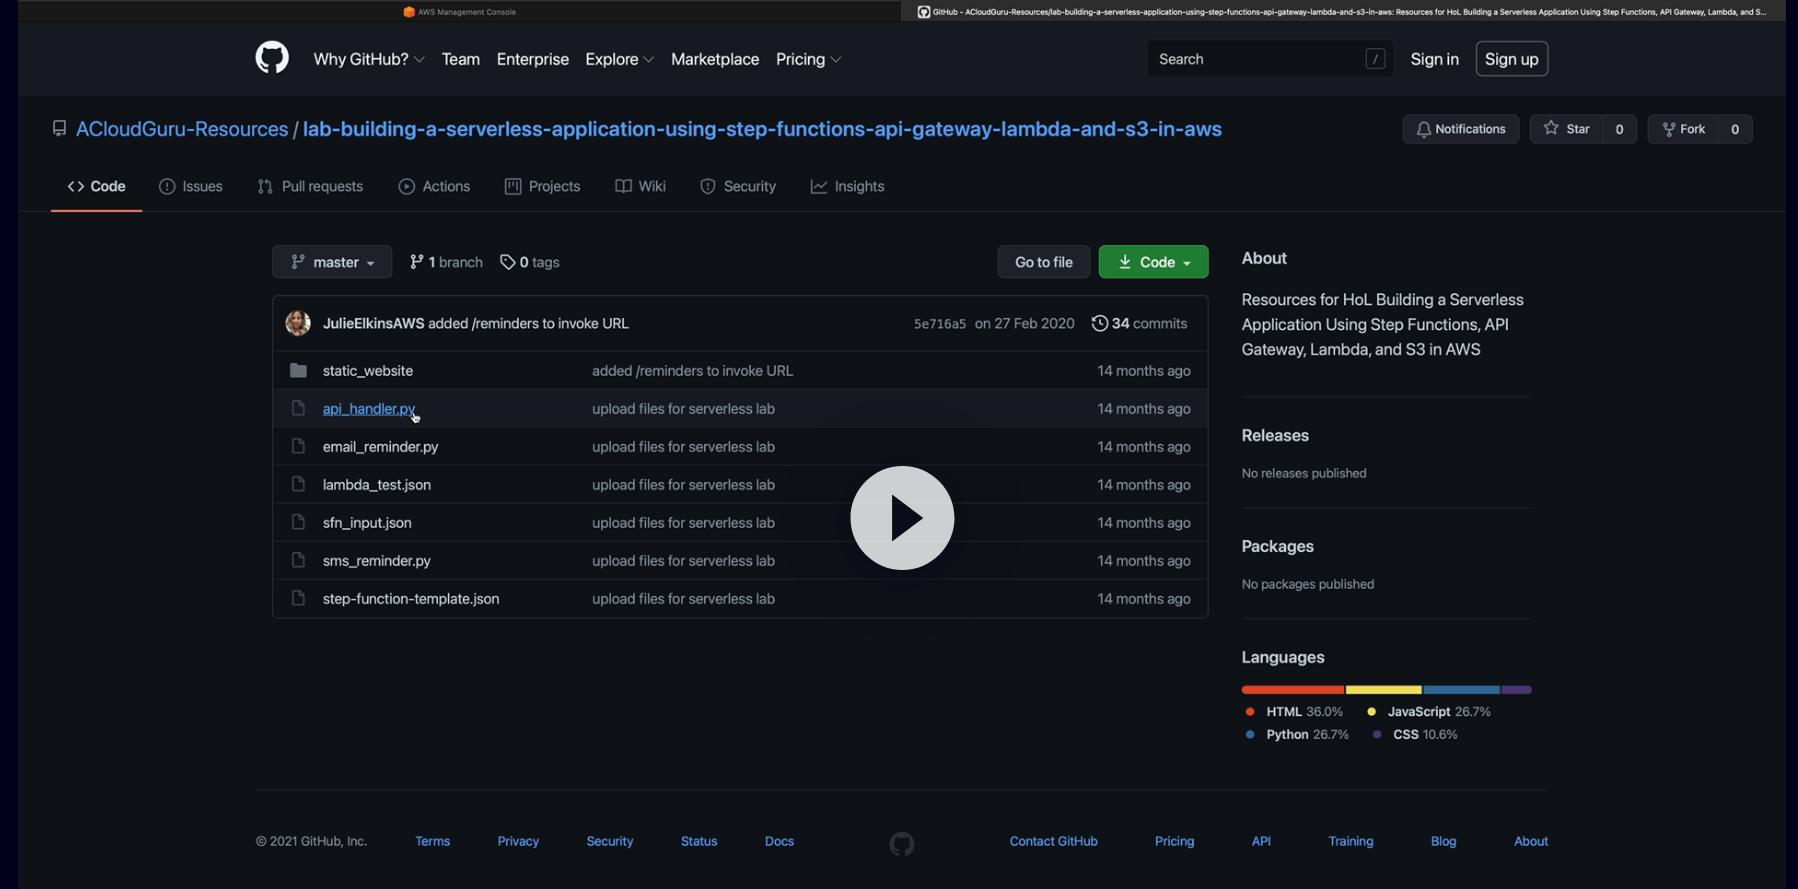 AWS Management Console
GitHub - ACloudGuru-Resources/lab-building-a-serverless-application-using-step-functions-api-gateway-lambda-and-s3-in-aws: Resources for HoL Building a Serverless Application Using Step Functions, API Gateway, Lambda, and S...
Why GitHub? Team Enterprise Explore Marketplace Pricing Search / Sign in Sign up
ACloudGuru-Resources / lab-building-a-serverless-application-using-step-functions-api-gateway-lambda-and-s3-in-aws Notifications Star 0 Fork 0
Code Issues Pull requests Actions Projects Wiki Security Insights
master 1 branch 0 tags Go to file Code
JulieElkinsAWS added /reminders to invoke URL 5e716a5 on 27 Feb 2020 34 commits
static_website added /reminders to invoke URL 14 months ago
api_handler.py upload files for serverless lab 14 months ago
email_reminder.py upload files for serverless lab 14 months ago
lambda_test.json upload files for serverless lab 14 months ago
sfn_input.json upload files for serverless lab 14 months ago
sms_reminder.py upload files for serverless lab 14 months ago
step-function-template.json upload files for serverless lab 14 months ago
About
Resources for HoL Building a Serverless
Application Using Step Functions, API
Gateway, Lambda, and S3 in AWS
Releases
No releases published
Packages
No packages published
Languages
HTML 36.0% JavaScript 26.7%
Python 26.7% CSS 10.6%
© 2021 GitHub, Inc. Terms Privacy Security Status Docs Contact GitHub Pricing API Training Blog About